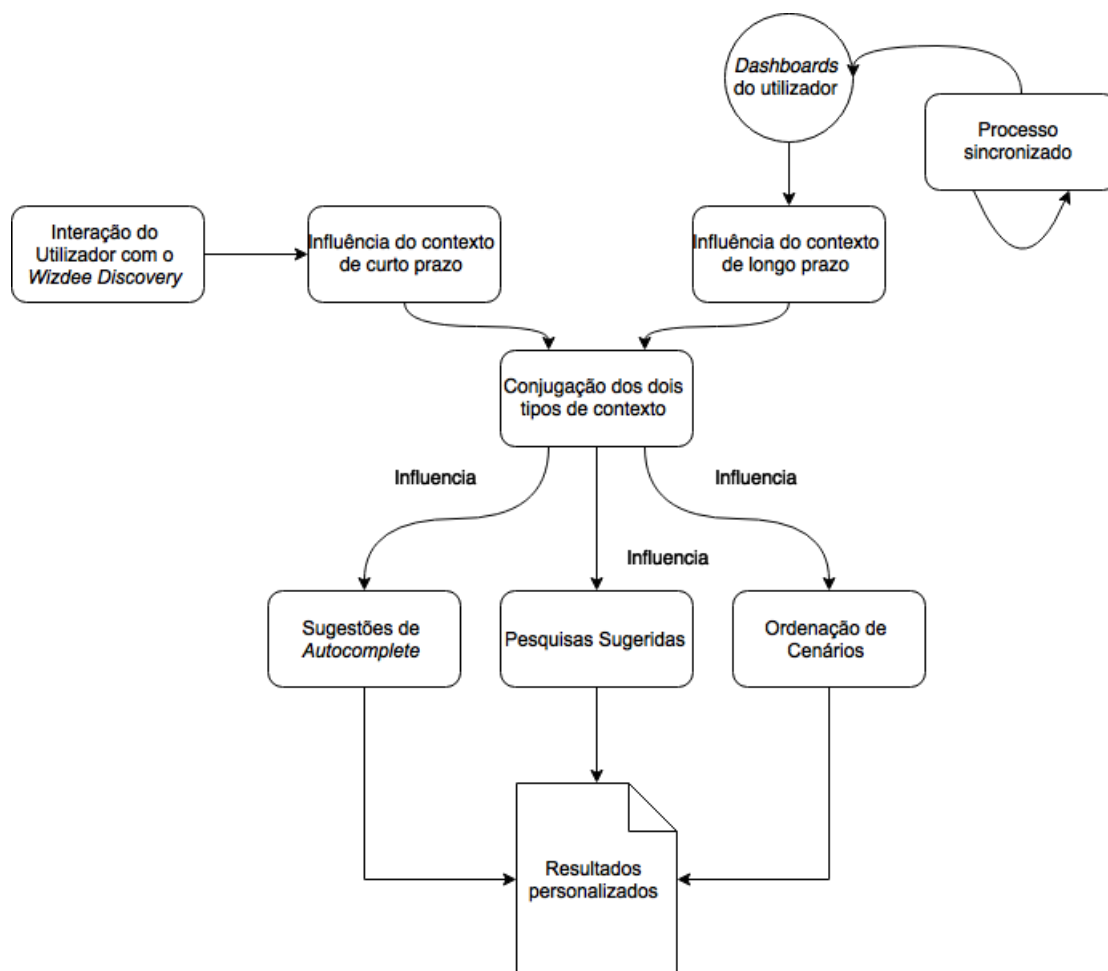 Dashboards
do utilizador
Processo
sincronizado
Interação do
Utilizador com o
Wizdee Discovery
Influência do contexto
de curto prazo
Influência do contexto
de longo prazo
Conjugação dos dois
tipos de contexto
Influencia
Influencia
Influencia
Sugestões de
Autocomplete
Pesquisas Sugeridas
Ordenação de
Cenários
Resultados
personalizados